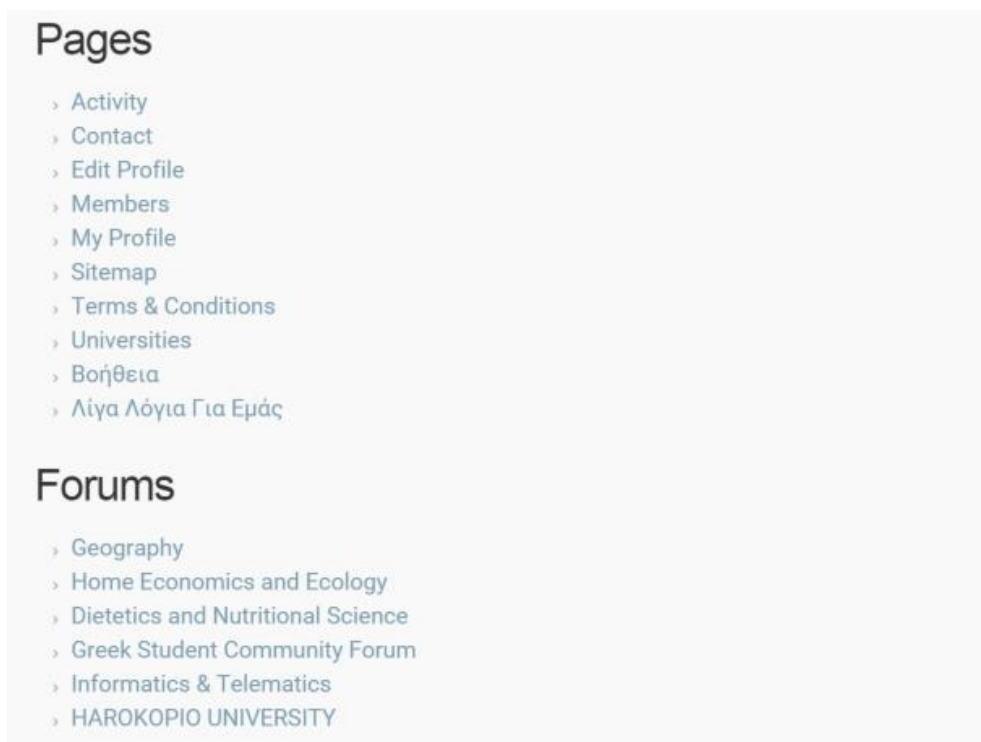 Pages
Activity
Contact
Edit Profile
Members
My Profile
Sitemap
Terms & Conditions
Universities
Βοήθεια
Λίγα Λόγια Για Εμάς
Forums
Geography
Home Economics and Ecology
Dietetics and Nutritional Science
Greek Student Community Forum
Informatics & Telematics
HAROKOPIO UNIVERSITY